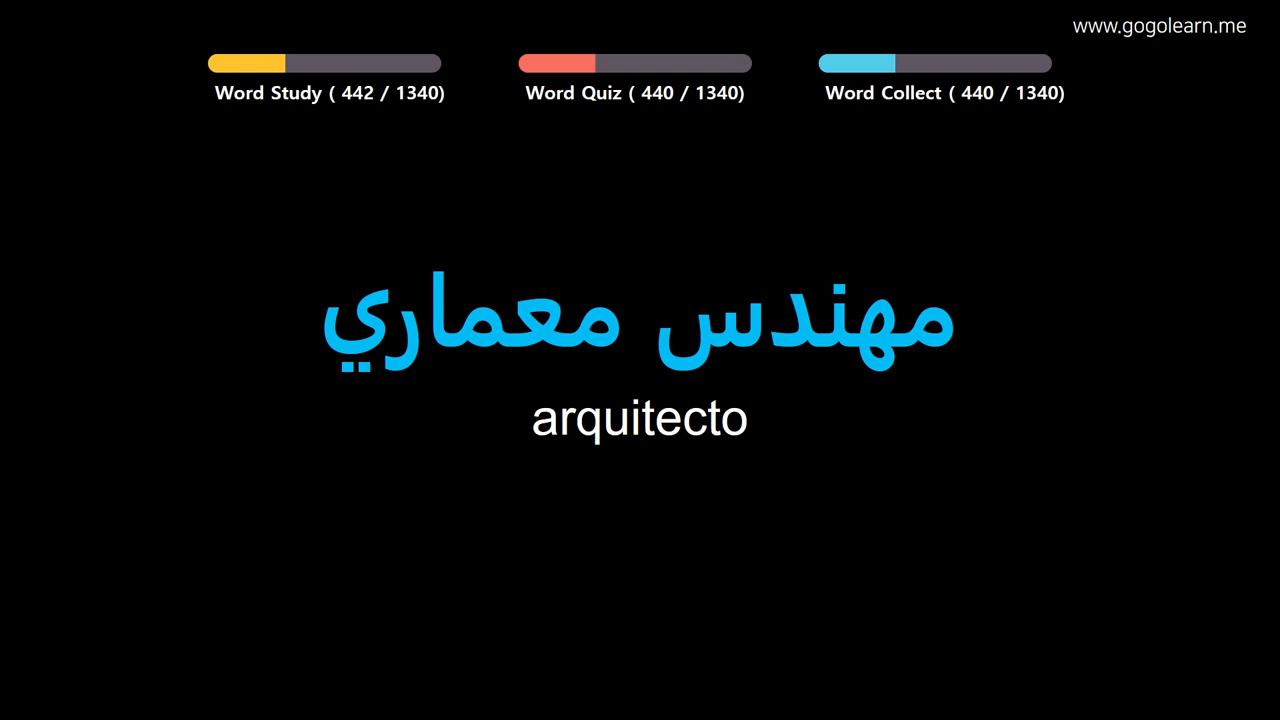 www.gogolearn.me
Word Study ( 442 / 1340)
Word Quiz ( 440 / 1340)
Word Collect ( 440 / 1340)
مهندس معماري
arquitecto